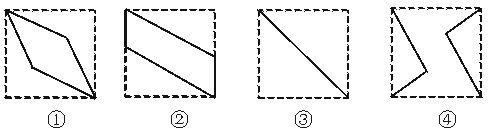 ① ② ③ ④